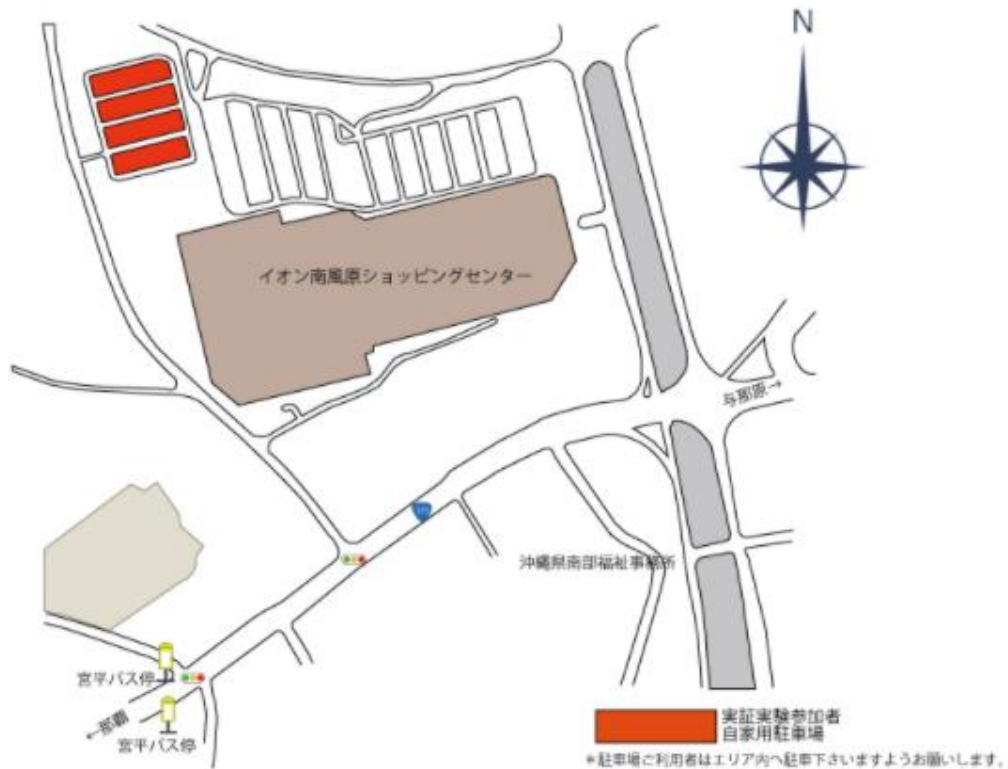 N
イオン南風原ショッピングセンター
与那原→
沖縄県南部福祉事務所
宮平バス停
←那覇
宮平バス停
実証実験参加者
自家用駐車場
*駐車場ご利用者はエリア内へ駐車下さいますようお願いします。